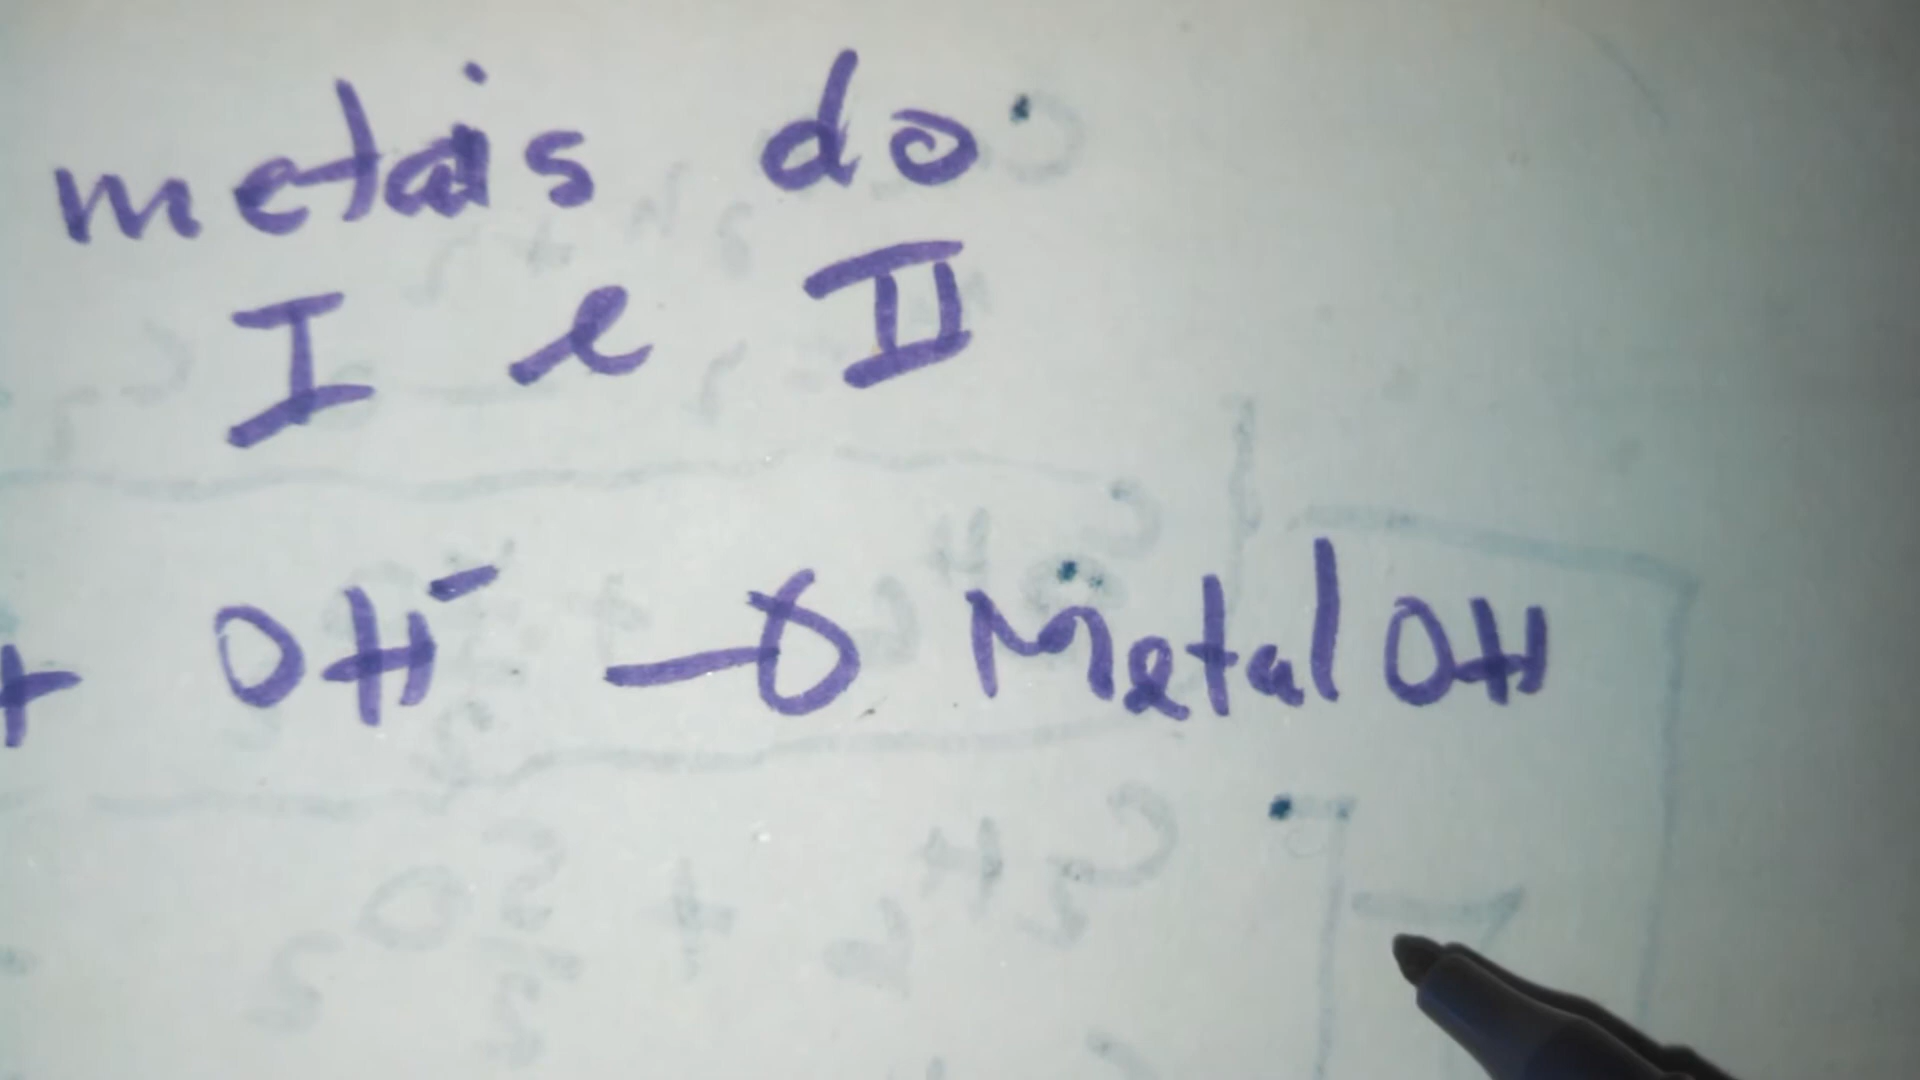 metais do
I e II
+ OH⁻ → Metal OH